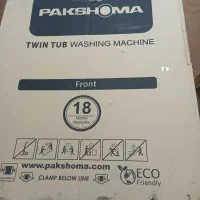 PAKSHOMA
TWIN TUB WASHING MACHINE
Front
18
www.pakshoma.com
CLAMP BELOW LINE
ECO
Friendly